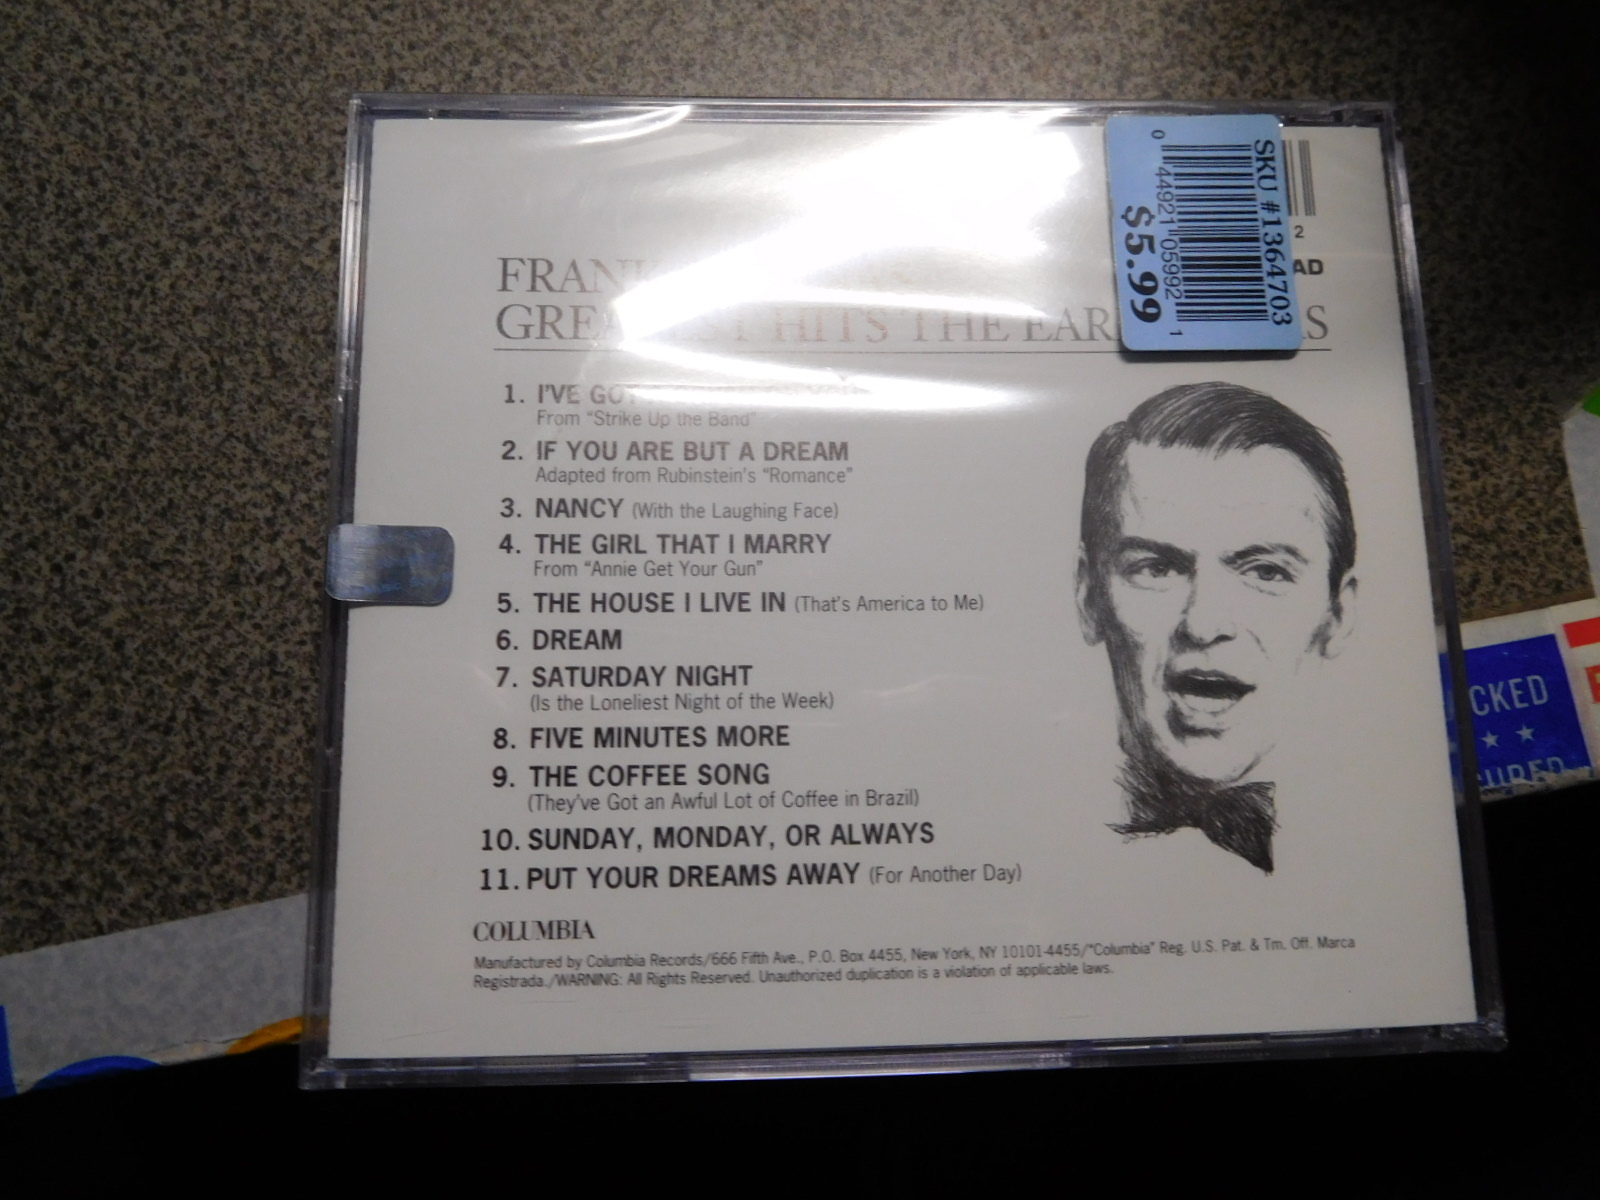 FRANK
GREATEST HITS THE EAR S
SKU #1364703
0 44921 05992 1
$5.99
2
AD
1. I'VE GOT
From "Strike Up the Band"
2. IF YOU ARE BUT A DREAM
Adapted from Rubinstein's "Romance"
3. NANCY (With the Laughing Face)
4. THE GIRL THAT I MARRY
From "Annie Get Your Gun"
5. THE HOUSE I LIVE IN (That's America to Me)
6. DREAM
7. SATURDAY NIGHT
(Is the Loneliest Night of the Week)
8. FIVE MINUTES MORE
9. THE COFFEE SONG
(They've Got an Awful Lot of Coffee in Brazil)
10. SUNDAY, MONDAY, OR ALWAYS
11. PUT YOUR DREAMS AWAY (For Another Day)
COLUMBIA
Manufactured by Columbia Records/666 Fifth Ave., P.O. Box 4455, New York, NY 10101-4455/"Columbia" Reg. U.S. Pat. & Tm. Off. Marca
Registrada./WARNING: All Rights Reserved. Unauthorized duplication is a violation of applicable laws.
CKED
CURED